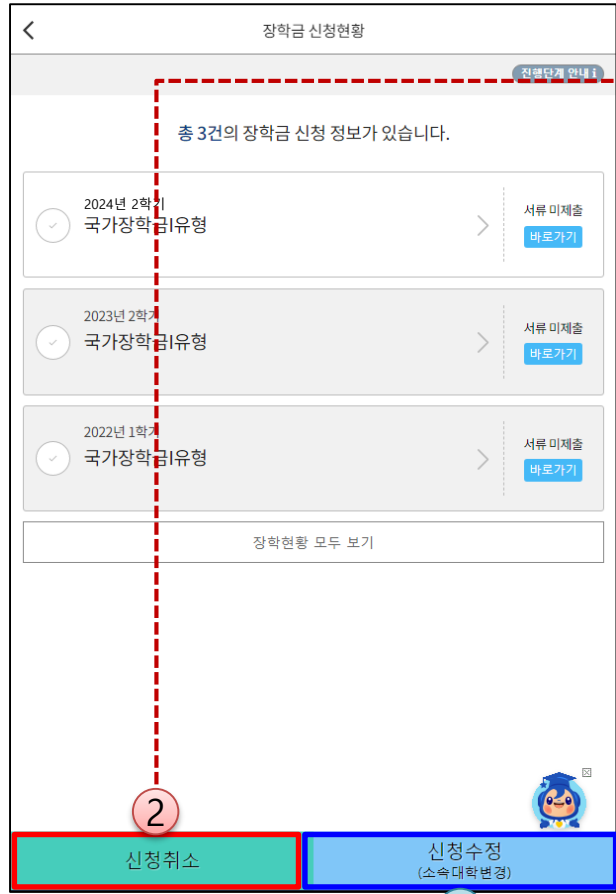 장학금 신청현황
진행단계 안내 i
총 3건의 장학금 신청 정보가 있습니다.
2024년 2학기
국가장학금I유형
서류 미제출
바로가기
2023년 2학기
국가장학금I유형
서류 미제출
바로가기
2022년 1학기
국가장학금I유형
서류 미제출
바로가기
장학현황 모두 보기
2
신청취소
신청수정
(소속대학변경)